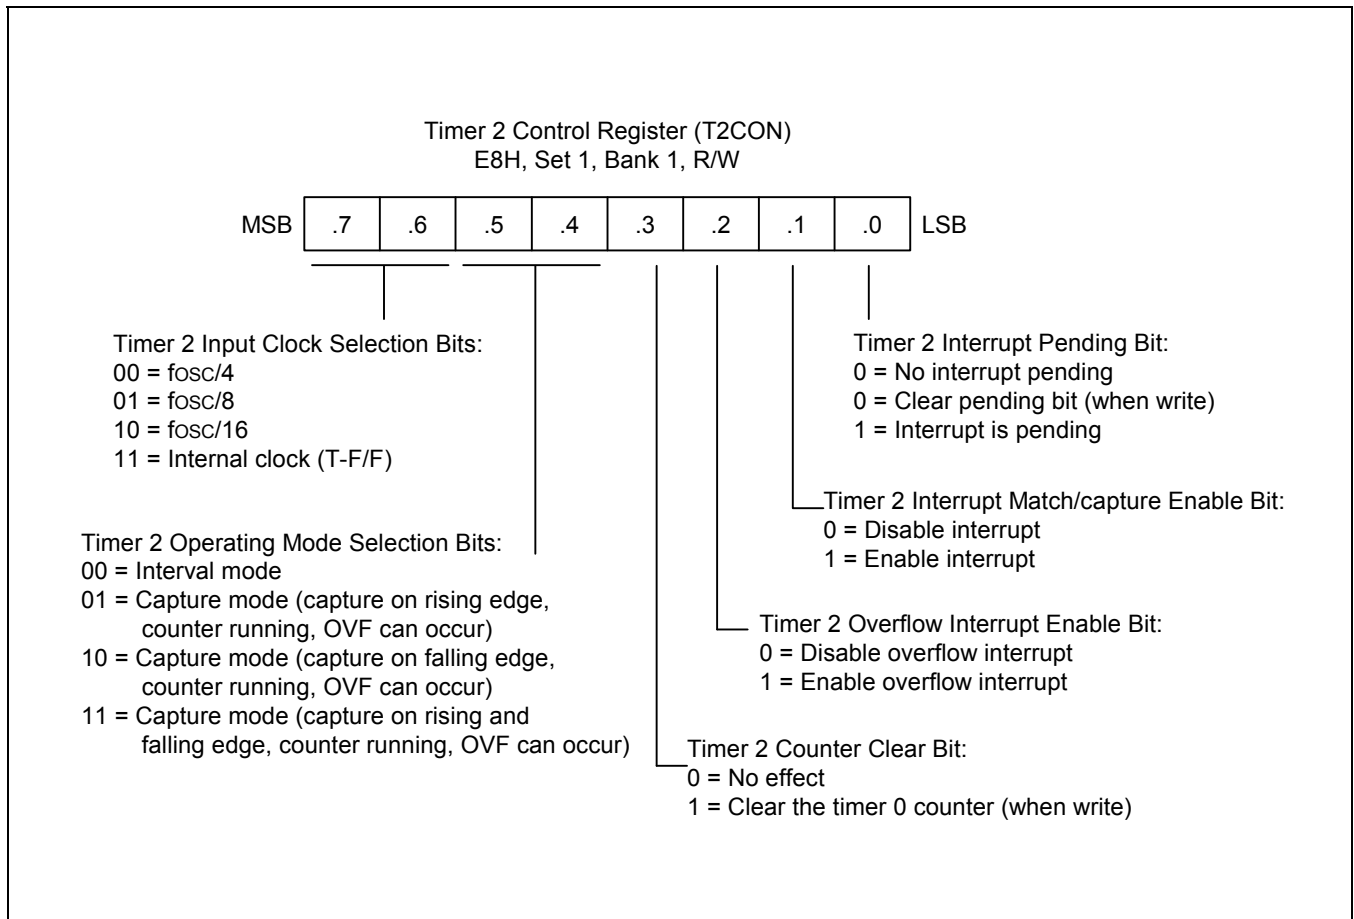 Timer 2 Control Register (T2CON)
E8H, Set 1, Bank 1, R/W
MSB .7 .6 .5 .4 .3 .2 .1 .0 LSB
Timer 2 Input Clock Selection Bits:
00 = fosc/4
01 = fosc/8
10 = fosc/16
11 = Internal clock (T-F/F)
Timer 2 Operating Mode Selection Bits:
00 = Interval mode
01 = Capture mode (capture on rising edge,
counter running, OVF can occur)
10 = Capture mode (capture on falling edge,
counter running, OVF can occur)
11 = Capture mode (capture on rising and
falling edge, counter running, OVF can occur)
Timer 2 Interrupt Pending Bit:
0 = No interrupt pending
0 = Clear pending bit (when write)
1 = Interrupt is pending
Timer 2 Interrupt Match/capture Enable Bit:
0 = Disable interrupt
1 = Enable interrupt
Timer 2 Overflow Interrupt Enable Bit:
0 = Disable overflow interrupt
1 = Enable overflow interrupt
Timer 2 Counter Clear Bit:
0 = No effect
1 = Clear the timer 0 counter (when write)